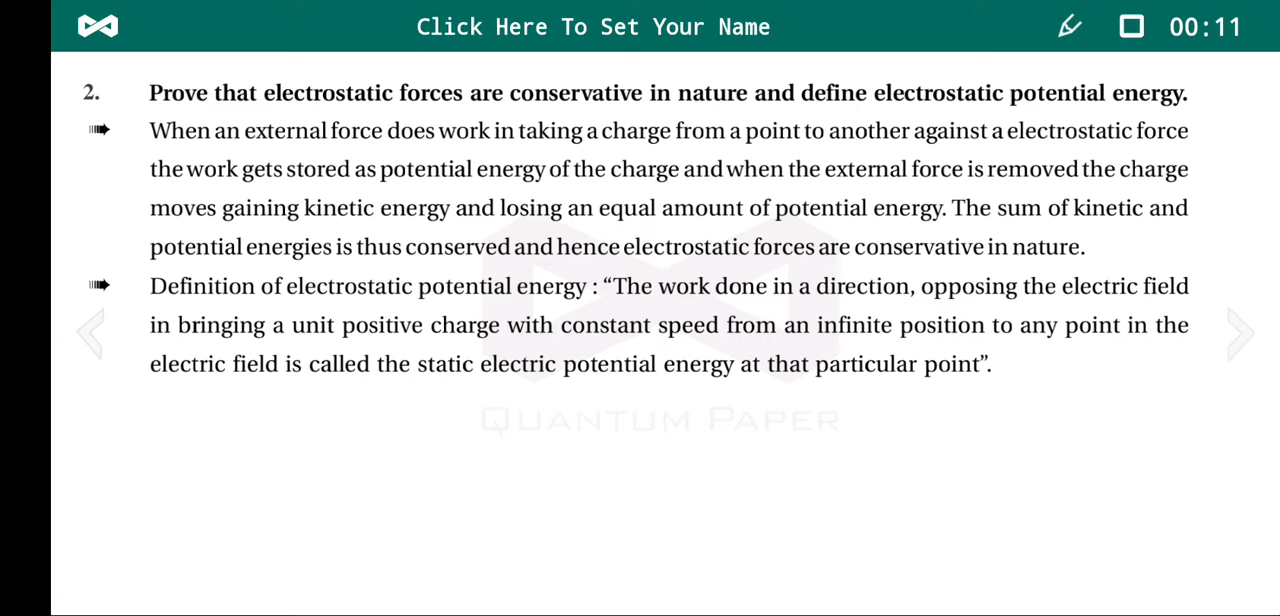 Click Here To Set Your Name 00:11
2. Prove that electrostatic forces are conservative in nature and define electrostatic potential energy.
When an external force does work in taking a charge from a point to another against a electrostatic force
the work gets stored as potential energy of the charge and when the external force is removed the charge
moves gaining kinetic energy and losing an equal amount of potential energy. The sum of kinetic and
potential energies is thus conserved and hence electrostatic forces are conservative in nature.
Definition of electrostatic potential energy : “The work done in a direction, opposing the electric field
in bringing a unit positive charge with constant speed from an infinite position to any point in the
electric field is called the static electric potential energy at that particular point”.
QUANTUM PAPER